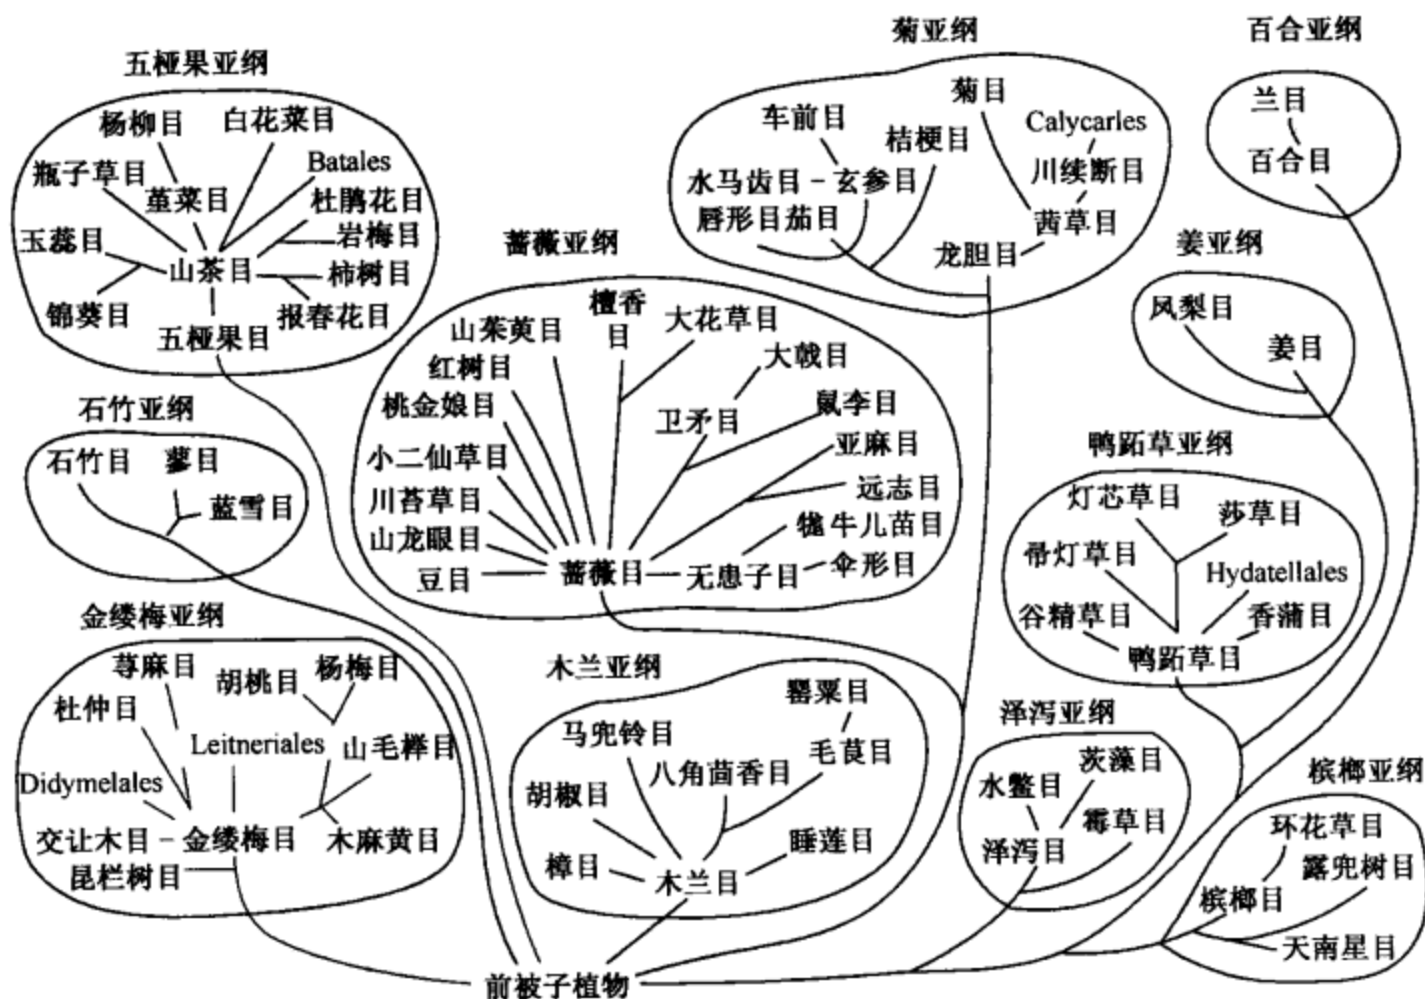 五桠果亚纲
杨柳目
白花菜目
瓶子草目
Batales
堇菜目
杜鹃花目
玉蕊目
岩梅目
山茶目
柿树目
锦葵目
报春花目
五桠果目
菊亚纲
菊目
车前目
桔梗目
Calycarles
水马齿目-玄参目
川续断目
唇形目茄目
茜草目
龙胆目
百合亚纲
兰目
百合目
姜亚纲
凤梨目
姜目
蔷薇亚纲
檀香
目
山茱萸目
大花草目
红树目
大戟目
桃金娘目
卫矛目
鼠李目
小二仙草目
亚麻目
川苔草目
远志目
山龙眼目
牻牛儿苗目
豆目
蔷薇目
无患子目
伞形目
石竹亚纲
石竹目
蓼目
蓝雪目
鸭跖草亚纲
灯芯草目
莎草目
帚灯草目
Hydatellales
谷精草目
香蒲目
鸭跖草目
金缕梅亚纲
荨麻目
胡桃目
杨梅目
杜仲目
Leitneriales
山毛榉目
Didymelales
交让木目-金缕梅目
木麻黄目
昆栏树目
木兰亚纲
罂粟目
马兜铃目
毛茛目
八角茴香目
胡椒目
睡莲目
樟目
木兰目
泽泻亚纲
茨藻目
水鳖目
霉草目
泽泻目
槟榔亚纲
环花草目
露兜树目
槟榔目
天南星目
前被子植物